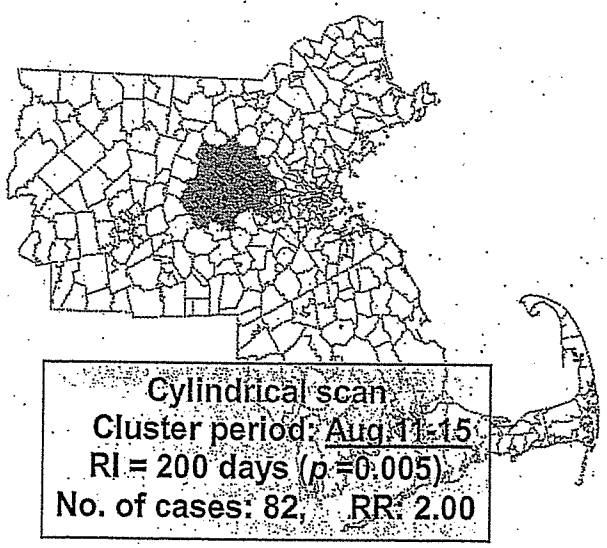 Cylindrical scan
Cluster period: Aug 11-15
RI = 200 days (p =0.005)
No. of cases: 82, RR: 2.00